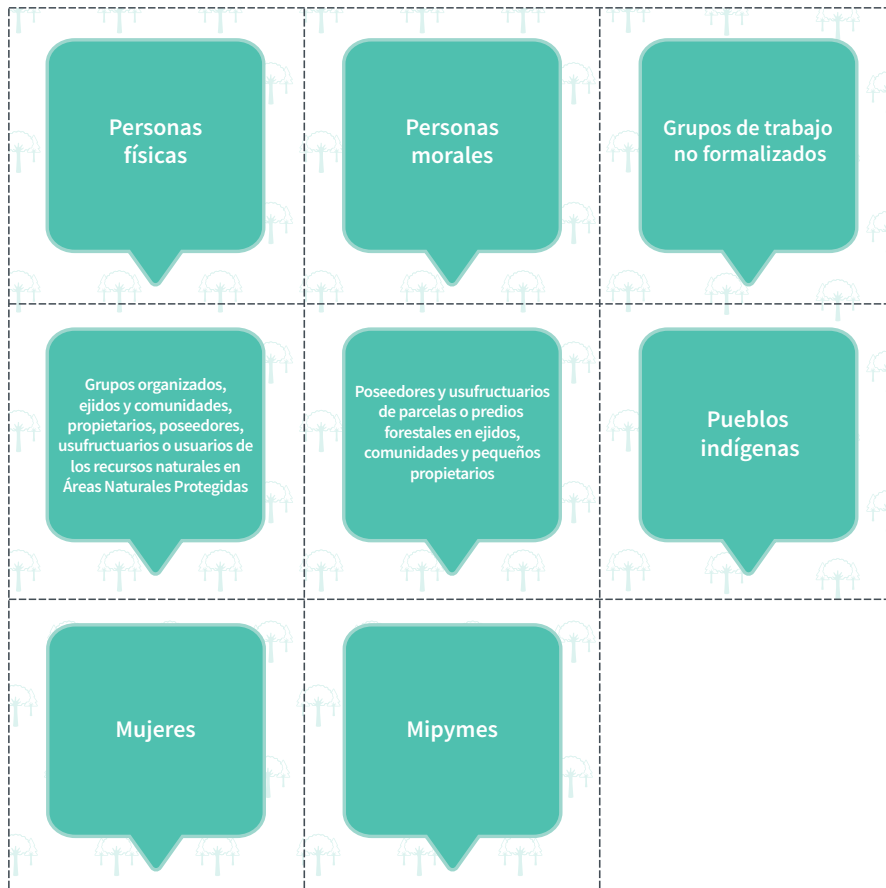 Personas
físicas
Personas
morales
Grupos de trabajo
no formalizados
Grupos organizados,
ejidos y comunidades,
propietarios, poseedores,
usufructuarios o usuarios de
los recursos naturales en
Áreas Naturales Protegidas
Poseedores y usufructuarios
de parcelas o predios
forestales en ejidos,
comunidades y pequeños
propietarios
Pueblos
indígenas
Mujeres
Mipymes